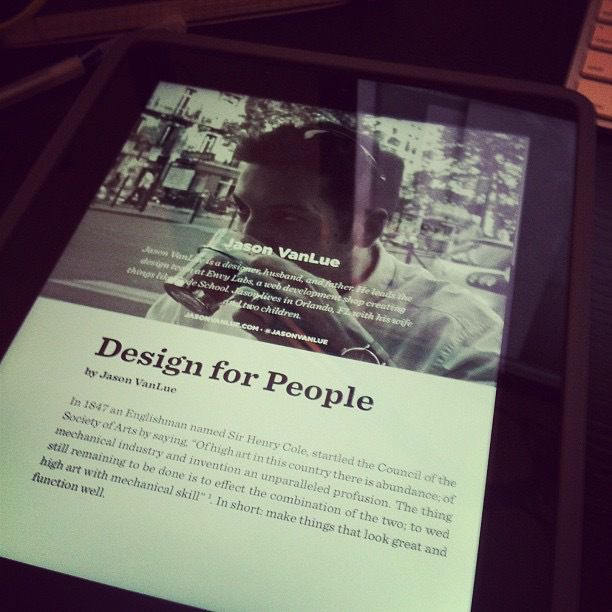 Jason VanLue
Jason VanLue is a designer, husband, and father. He leads the
design team at Envy Labs, a web development shop creating
things like Code School. Jason lives in Orlando, FL with his wife
and two children.
JASONVANLUE.COM • @JASONVANLUE
Design for People
by Jason VanLue
In 1847 an Englishman named Sir Henry Cole, startled the Council of the
Society of Arts by saying, "Of high art in this country there is abundance; of
mechanical industry and invention an unparalleled profusion. The thing
still remaining to be done is to effect the combination of the two; to wed
high art with mechanical skill" 1. In short: make things that look great and
function well.